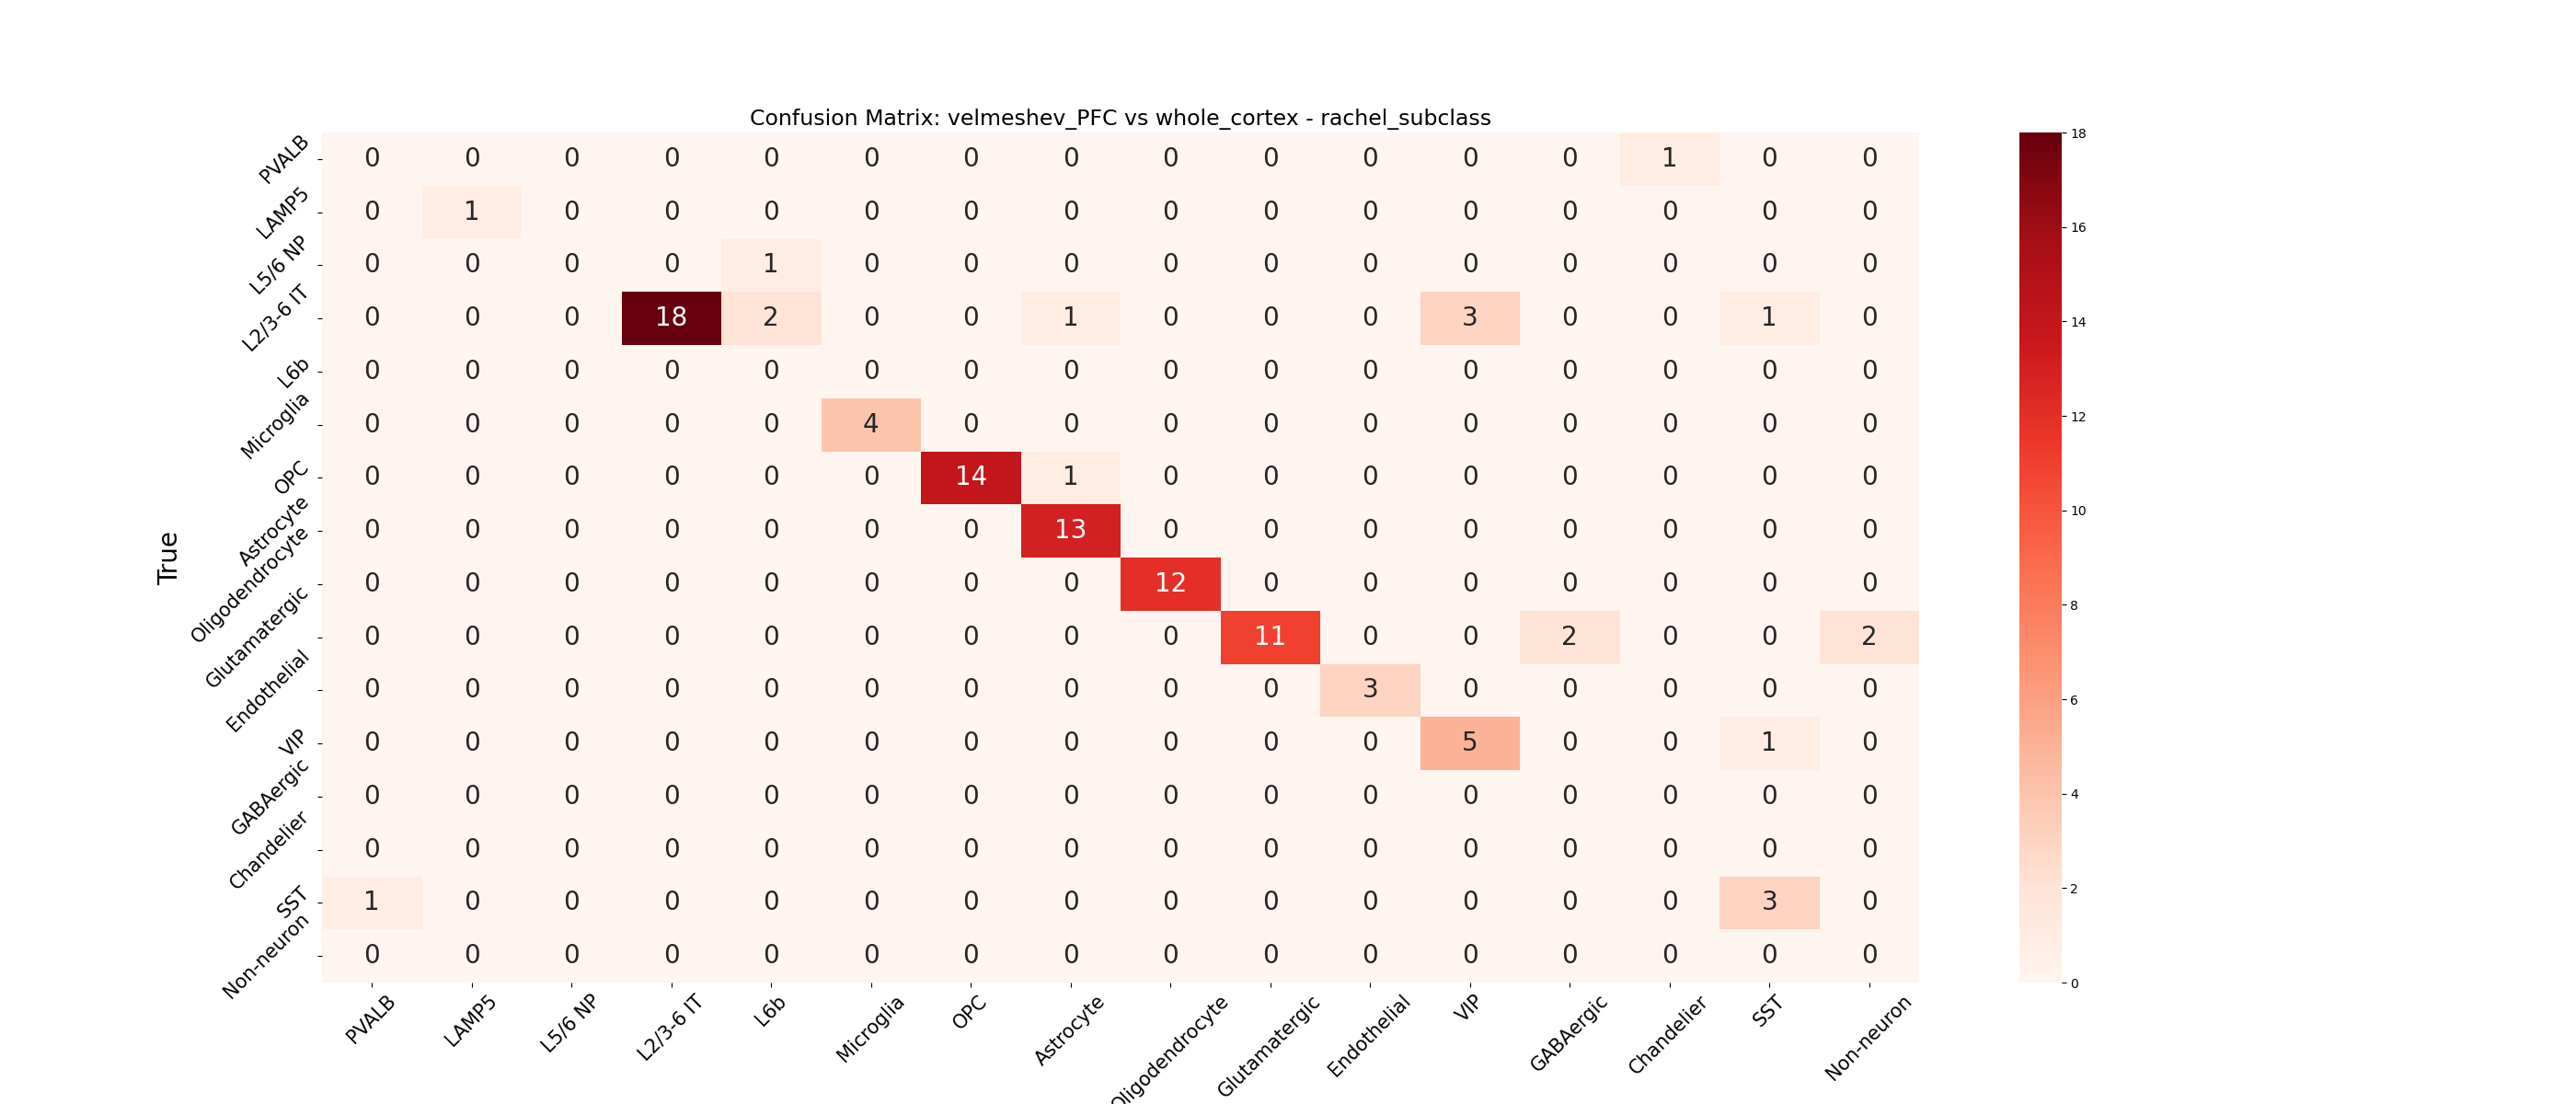 Confusion Matrix: velmeshev_PFC vs whole_cortex - rachel_subclass
True
PVALB 0 0 0 0 0 0 0 0 0 0 0 0 0 1 0 0
LAMP5 0 1 0 0 0 0 0 0 0 0 0 0 0 0 0 0
L5/6 NP 0 0 0 0 1 0 0 0 0 0 0 0 0 0 0 0
L2/3-6 IT 0 0 0 18 2 0 0 1 0 0 0 3 0 0 1 0
L6b 0 0 0 0 0 0 0 0 0 0 0 0 0 0 0 0
Microglia 0 0 0 0 0 4 0 0 0 0 0 0 0 0 0 0
OPC 0 0 0 0 0 0 14 1 0 0 0 0 0 0 0 0
Astrocyte 0 0 0 0 0 0 0 13 0 0 0 0 0 0 0 0
Oligodendrocyte 0 0 0 0 0 0 0 0 12 0 0 0 0 0 0 0
Glutamatergic 0 0 0 0 0 0 0 0 0 11 0 0 2 0 0 2
Endothelial 0 0 0 0 0 0 0 0 0 0 3 0 0 0 0 0
VIP 0 0 0 0 0 0 0 0 0 0 0 5 0 0 1 0
GABAergic 0 0 0 0 0 0 0 0 0 0 0 0 0 0 0 0
Chandelier 0 0 0 0 0 0 0 0 0 0 0 0 0 0 0 0
SST 1 0 0 0 0 0 0 0 0 0 0 0 0 0 3 0
Non-neuron 0 0 0 0 0 0 0 0 0 0 0 0 0 0 0 0
PVALB LAMP5 L5/6 NP L2/3-6 IT L6b Microglia OPC Astrocyte Oligodendrocyte Glutamatergic Endothelial VIP GABAergic Chandelier SST Non-neuron
18
16
14
12
10
8
6
4
2
0